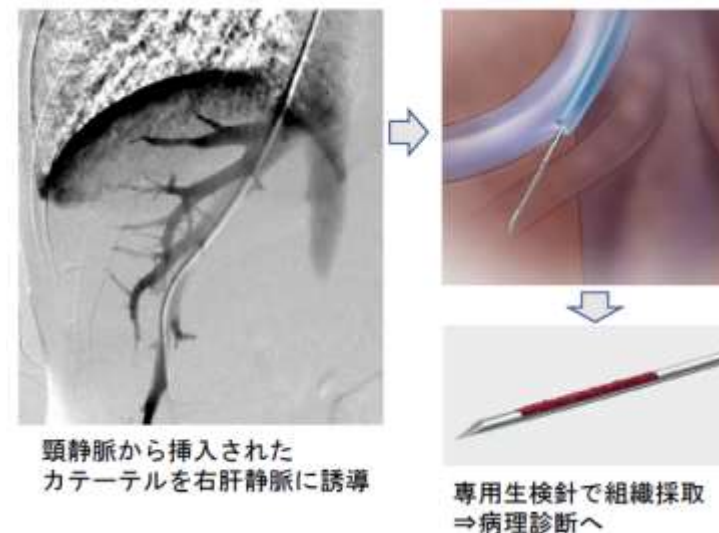 頸静脈から挿入された
カテーテルを右肝静脈に誘導
専用生検針で組織採取
⇒病理診断へ